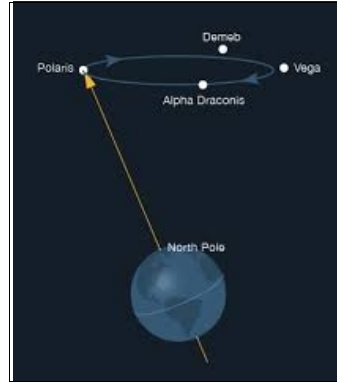 Demeb
Polaris
Vega
Alpha Draconis
North Pole